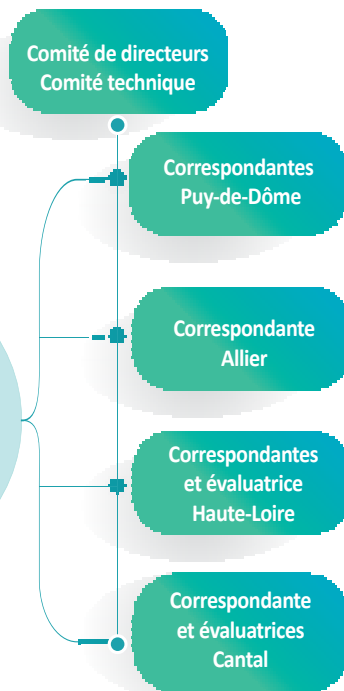 Comité de directeurs
Comité technique
Correspondantes
Puy-de-Dôme
Correspondante
Allier
Correspondantes
et évaluatrice
Haute-Loire
Correspondante
et évaluatrices
Cantal